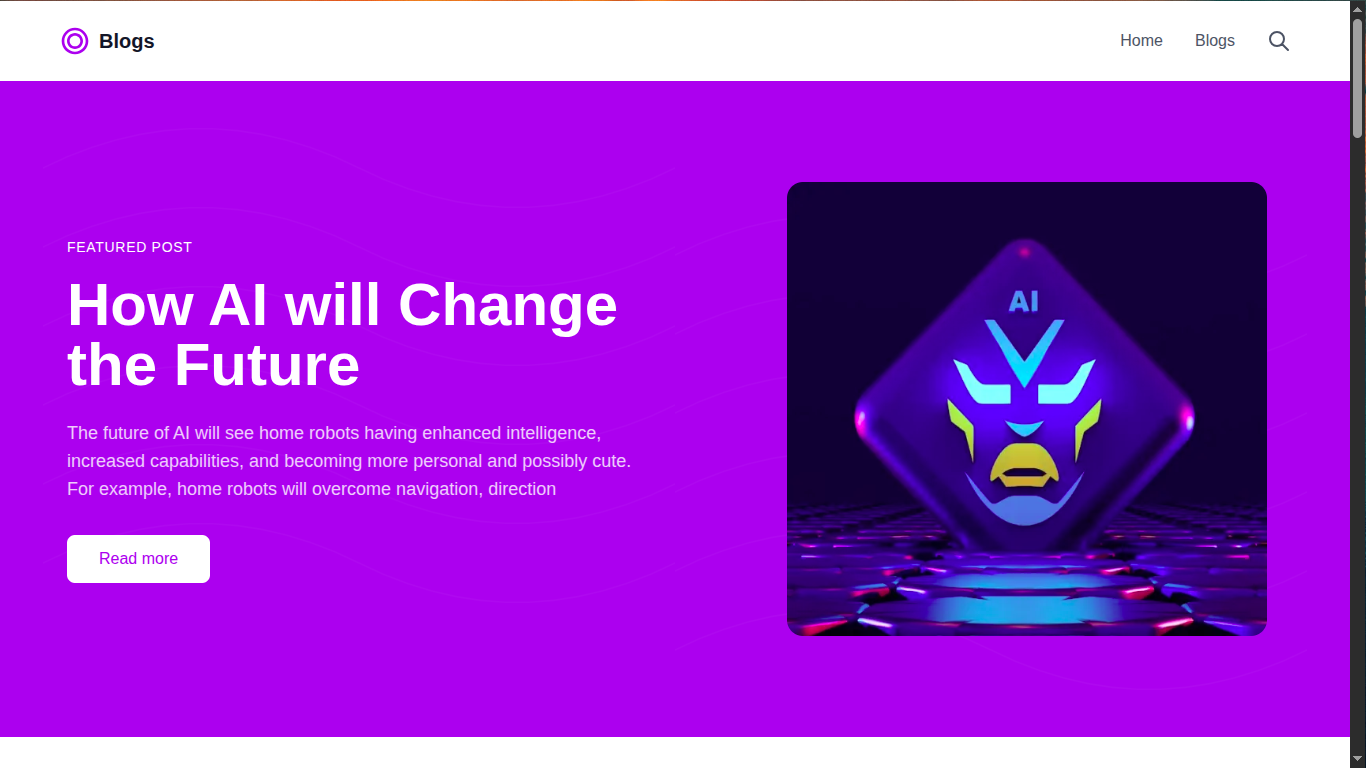 Blogs
Home
Blogs
FEATURED POST
How AI will Change
the Future
The future of AI will see home robots having enhanced intelligence,
increased capabilities, and becoming more personal and possibly cute.
For example, home robots will overcome navigation, direction
Read more
AI